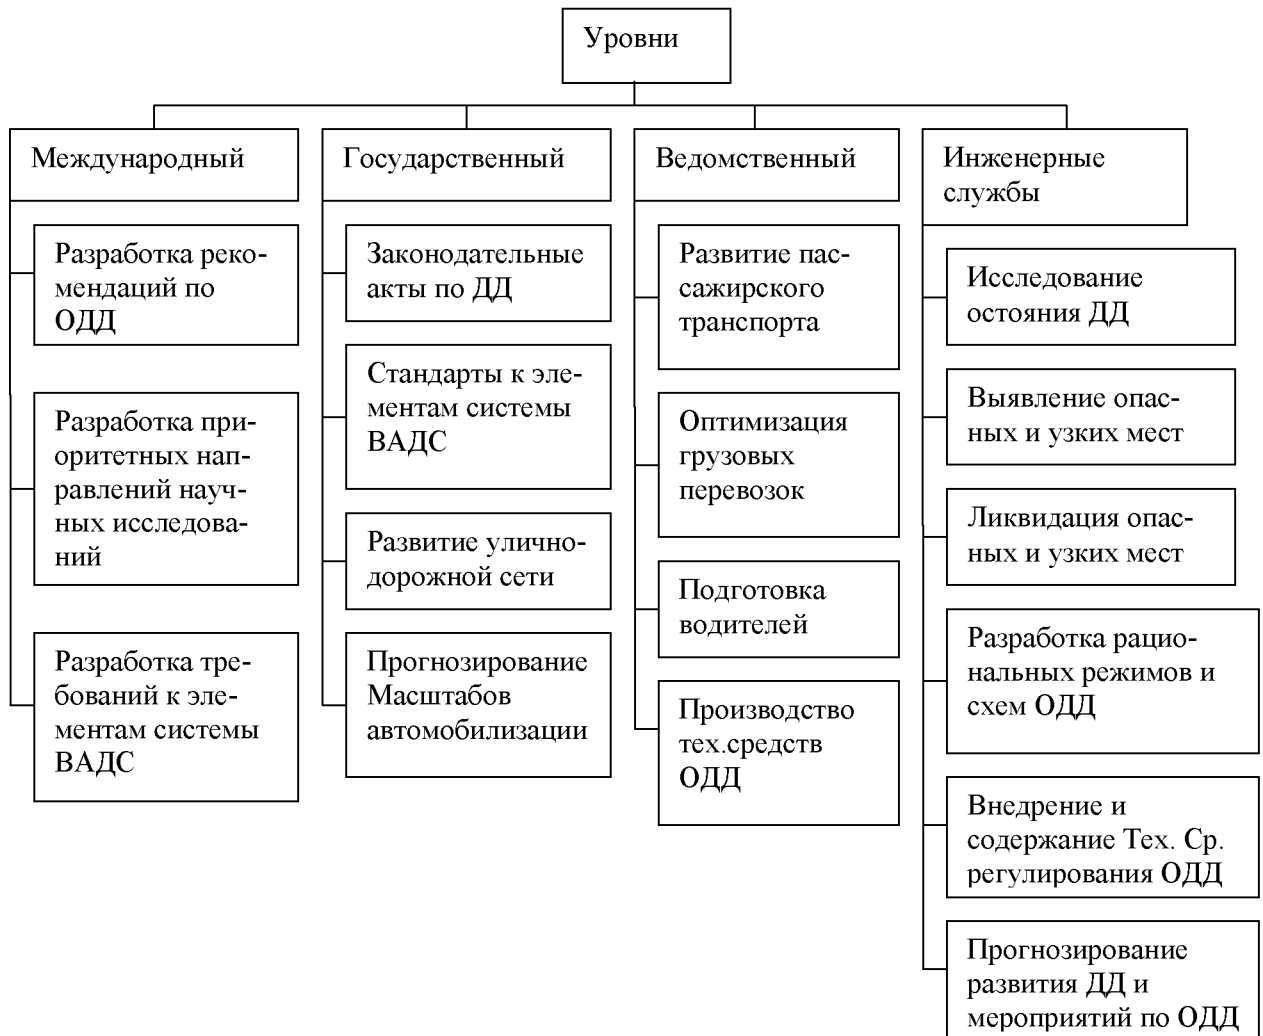 Уровни
Международный
Разработка реко-
мендаций по
ОДД
Разработка при-
оритетных нап-
равлений науч-
ных исследова-
ний
Разработка тре-
бований к эле-
ментам системы
ВАДС
Государственный
Законодательные
акты по ДД
Стандарты к эле-
ментам системы
ВАДС
Развитие улично-
дорожной сети
Прогнозирование
Масштабов
автомобилизации
Ведомственный
Развитие пас-
сажирского
транспорта
Оптимизация
грузовых
перевозок
Подготовка
водителей
Производство
тех.средств
ОДД
Инженерные
службы
Исследование
остояния ДД
Выявление опас-
ных и узких мест
Ликвидация опас-
ных и узких мест
Разработка рацио-
нальных режимов и
схем ОДД
Внедрение и
содержание Тех. Ср.
регулирования ОДД
Прогнозирование
развития ДД и
мероприятий по ОДД